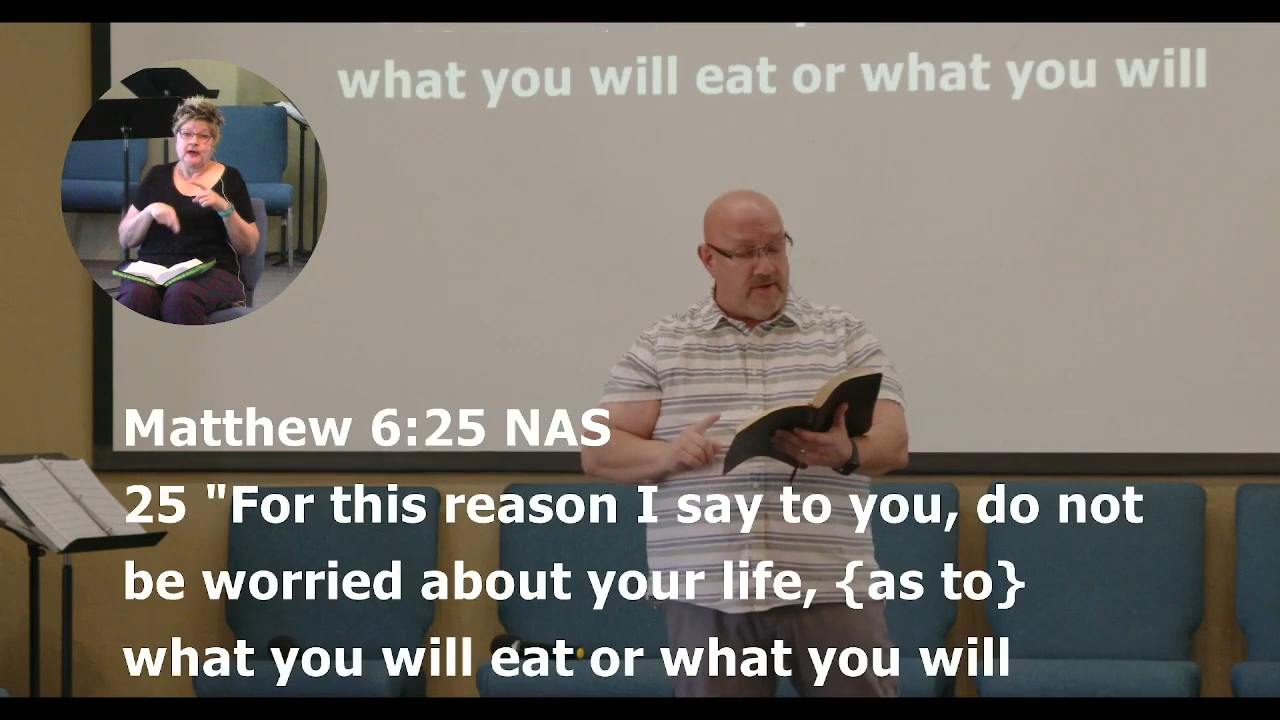 what you will eat or what you will
Matthew 6:25 NAS
25 "For this reason I say to you, do not
be worried about your life, {as to}
what you will eat or what you will